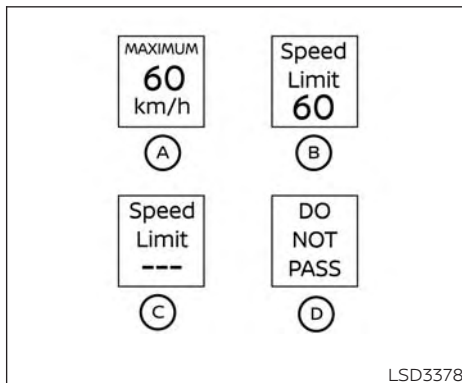 MAXIMUM
60
km/h
A
Speed
Limit
60
B
Speed
Limit
---
C
DO
NOT
PASS
D
LSD3378